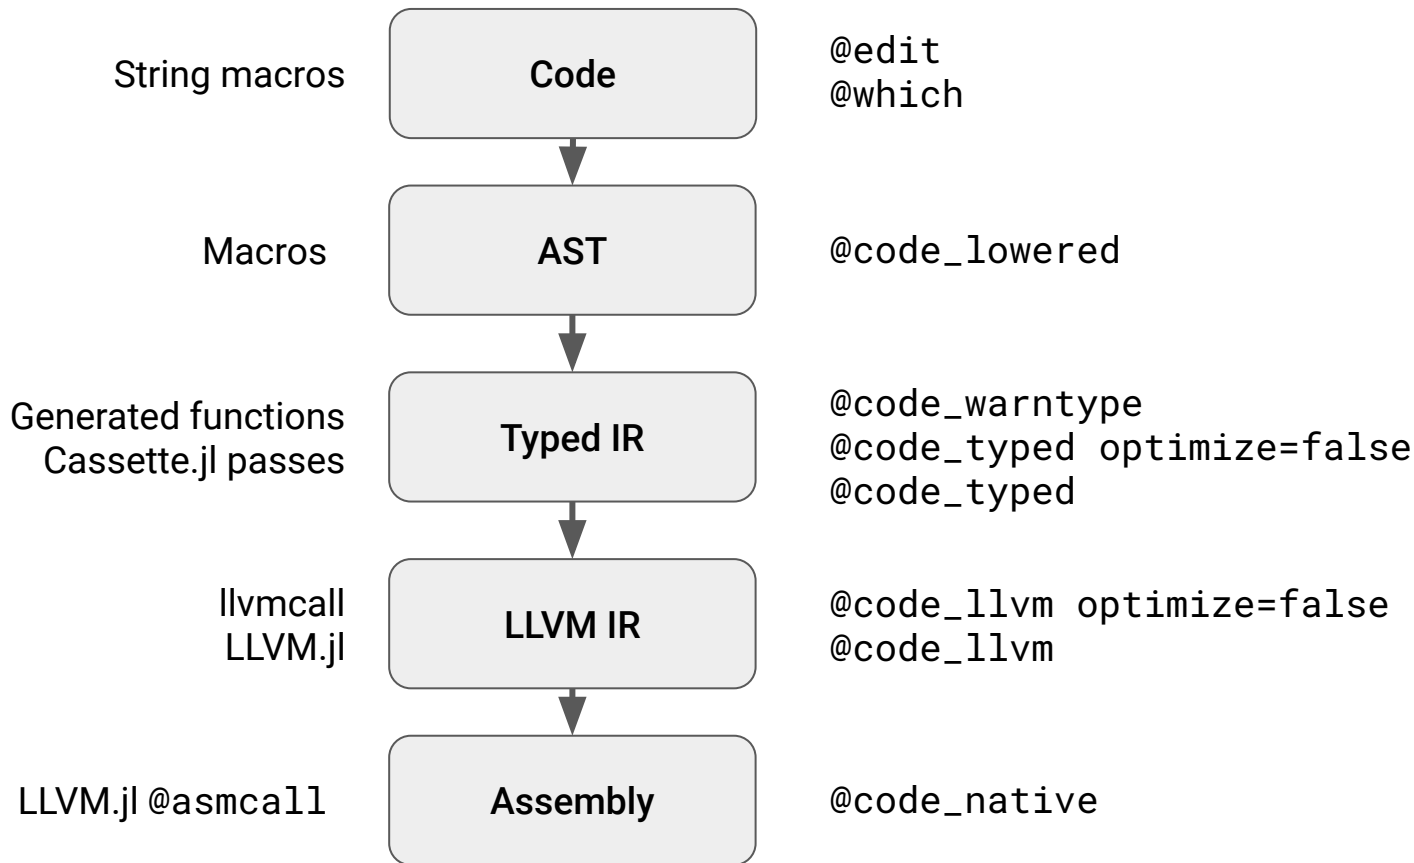 String macros
Code
@edit
@which
Macros
AST
@code_lowered
Generated functions
Cassette.jl passes
Typed IR
@code_warntype
@code_typed optimize=false
@code_typed
llvmcall
LLVM.jl
LLVM IR
@code_llvm optimize=false
@code_llvm
LLVM.jl @asmcall
Assembly
@code_native